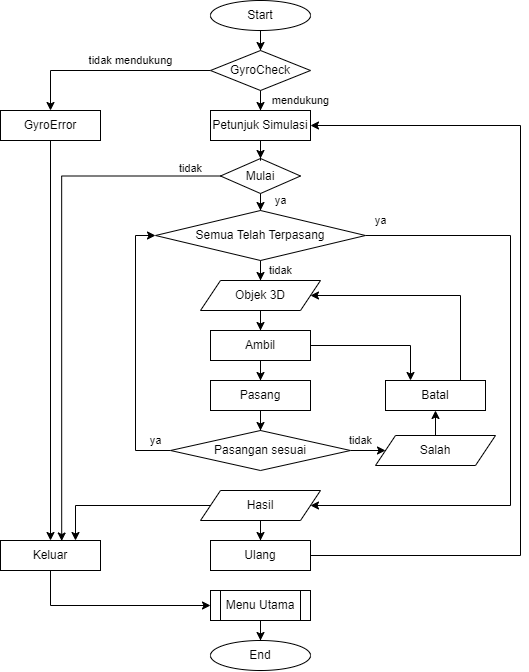 Start
tidak mendukung
GyroCheck
mendukung
GyroError
Petunjuk Simulasi
tidak
Mulai
ya
ya
Semua Telah Terpasang
tidak
Objek 3D
Ambil
Pasang
Batal
ya
Pasangan sesuai
tidak
Salah
Hasil
Keluar
Ulang
Menu Utama
End